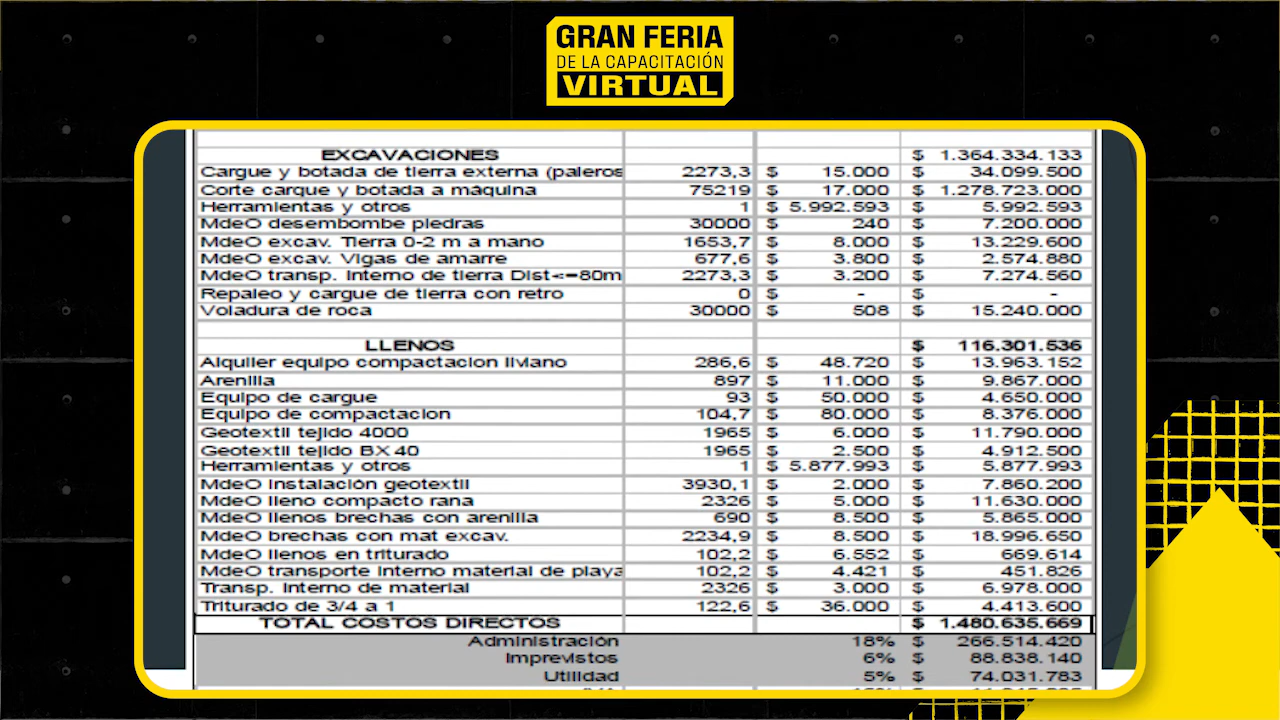 GRAN FERIA
DE LA CAPACITACIÓN
VIRTUAL
EXCAVACIONES $ 1.364.334.133
Cargue y botada de tierra externa (paleros 2273,3 $ 15.000 $ 34.099.500
Corte cargue y botada a máquina 75219 $ 17.000 $ 1.278.723.000
Herramientas y otros 1 $ 5.992.593 $ 5.992.593
MdeO desembombe piedras 30000 $ 240 $ 7.200.000
MdeO excav. Tierra 0-2 m a mano 1653,7 $ 8.000 $ 13.229.600
MdeO excav. Vigas de amarre 677,6 $ 3.800 $ 2.574.880
MdeO transp. Interno de tierra Dist<=80m 2273,3 $ 3.200 $ 7.274.560
Repaleo y cargue de tierra con retro 0 $ - $ -
Voladura de roca 30000 $ 508 $ 15.240.000
LLENOS $ 116.301.536
Alquiler equipo compactacion liviano 286,6 $ 48.720 $ 13.963.152
Arenilla 897 $ 11.000 $ 9.867.000
Equipo de cargue 93 $ 50.000 $ 4.650.000
Equipo de compactacion 104,7 $ 80.000 $ 8.376.000
Geotextil tejido 4000 1965 $ 6.000 $ 11.790.000
Geotextil tejido BX 40 1965 $ 2.500 $ 4.912.500
Herramientas y otros 1 $ 5.877.993 $ 5.877.993
MdeO instalación geotextil 3930,1 $ 2.000 $ 7.860.200
MdeO lleno compacto rana 2326 $ 5.000 $ 11.630.000
MdeO llenos brechas con arenilla 690 $ 8.500 $ 5.865.000
MdeO brechas con mat excav. 2234,9 $ 8.500 $ 18.996.650
MdeO llenos en triturado 102,2 $ 6.552 $ 669.614
MdeO transporte interno material de playa 102,2 $ 4.421 $ 451.826
Transp. Interno de material 2326 $ 3.000 $ 6.978.000
Triturado de 3/4 a 1 122,6 $ 36.000 $ 4.413.600
TOTAL COSTOS DIRECTOS $ 1.480.635.669
Administración 18% $ 266.514.420
Imprevistos 6% $ 88.838.140
Utilidad 5% $ 74.031.783